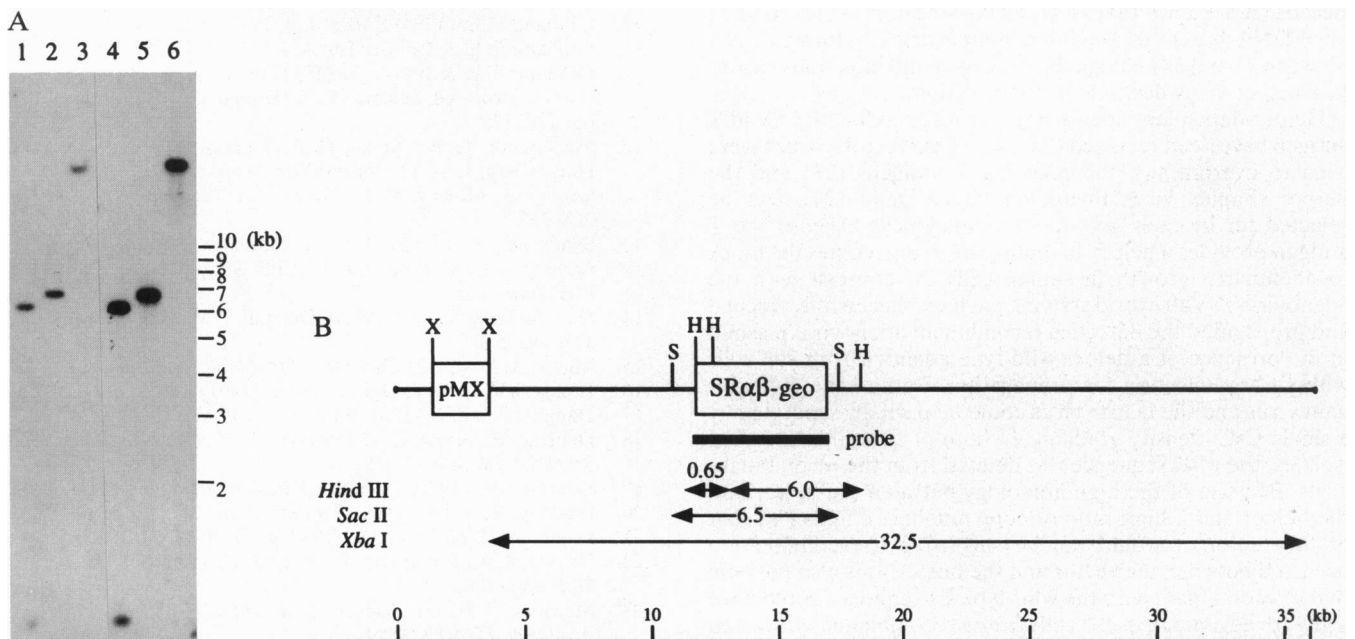 A
1 2 3 4 5 6
10 (kb)
9
8
7
6
5
4
3
2
B
X X S HH S H
pMX SRαβ-geo
probe
Hind III 0.65 6.0
Sac II 6.5
Xba I 32.5
0 5 10 15 20 25 30 35 (kb)